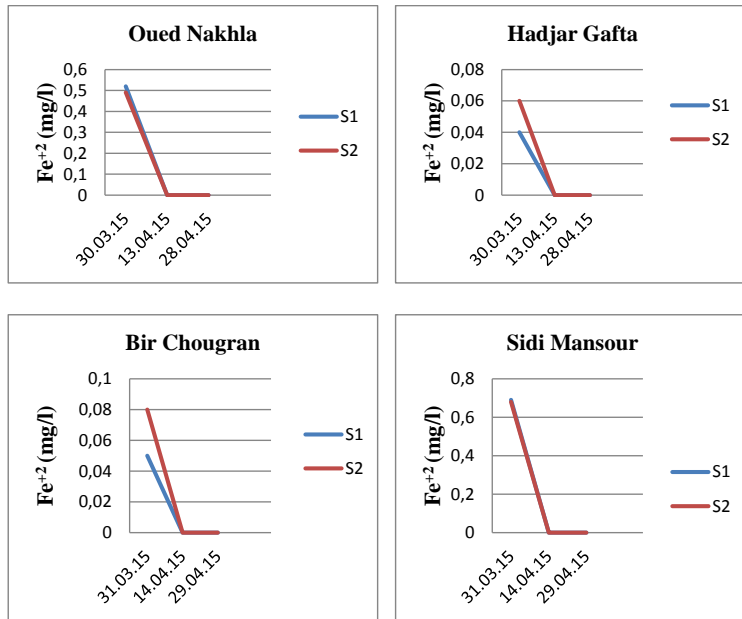 Oued Nakhla
Fe+2 (mg/l)
0,6
0,5
0,4
0,3
0,2
0,1
0
30.03.15
13.04.15
28.04.15
S1
S2
Hadjar Gafta
Fe+2 (mg/l)
0,08
0,06
0,04
0,02
0
30.03.15
13.04.15
28.04.15
S1
S2
Bir Chougran
Fe+2 (mg/l)
0,1
0,08
0,06
0,04
0,02
0
31.03.15
14.04.15
29.04.15
S1
S2
Sidi Mansour
Fe+2 (mg/l)
0,8
0,6
0,4
0,2
0
31.03.15
14.04.15
29.04.15
S1
S2